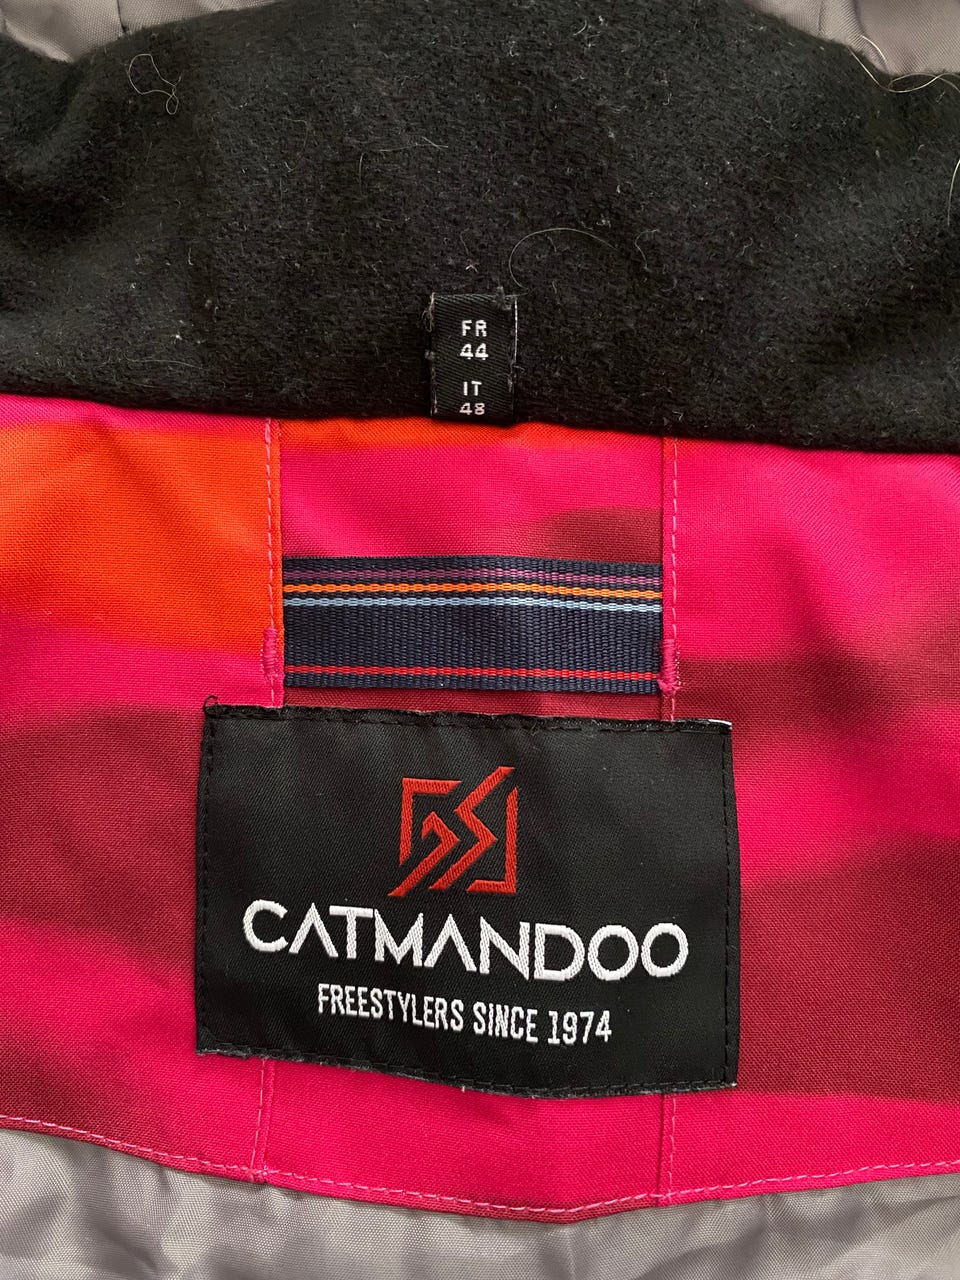 FR
44
IT
48
CATMANDOO
FREESTYLERS SINCE 1974